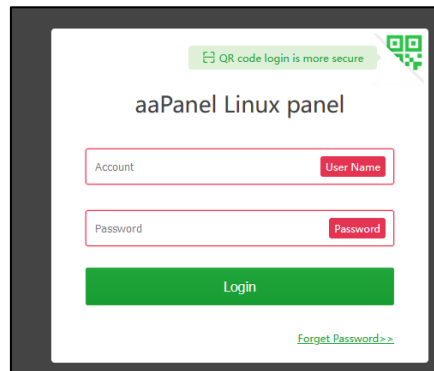 QR code login is more secure
aaPanel Linux panel
Account User Name
Password Password
Login
Forget Password>>